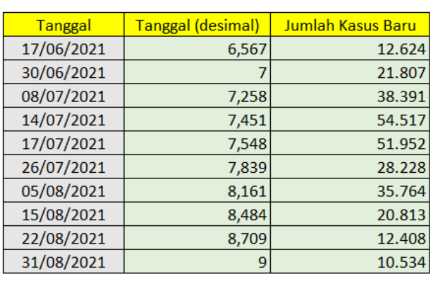 Tanggal Tanggal (desimal) Jumlah Kasus Baru
17/06/2021 6,567 12.624
30/06/2021 7 21.807
08/07/2021 7,258 38.391
14/07/2021 7,451 54.517
17/07/2021 7,548 51.952
26/07/2021 7,839 28.228
05/08/2021 8,161 35.764
15/08/2021 8,484 20.813
22/08/2021 8,709 12.408
31/08/2021 9 10.534